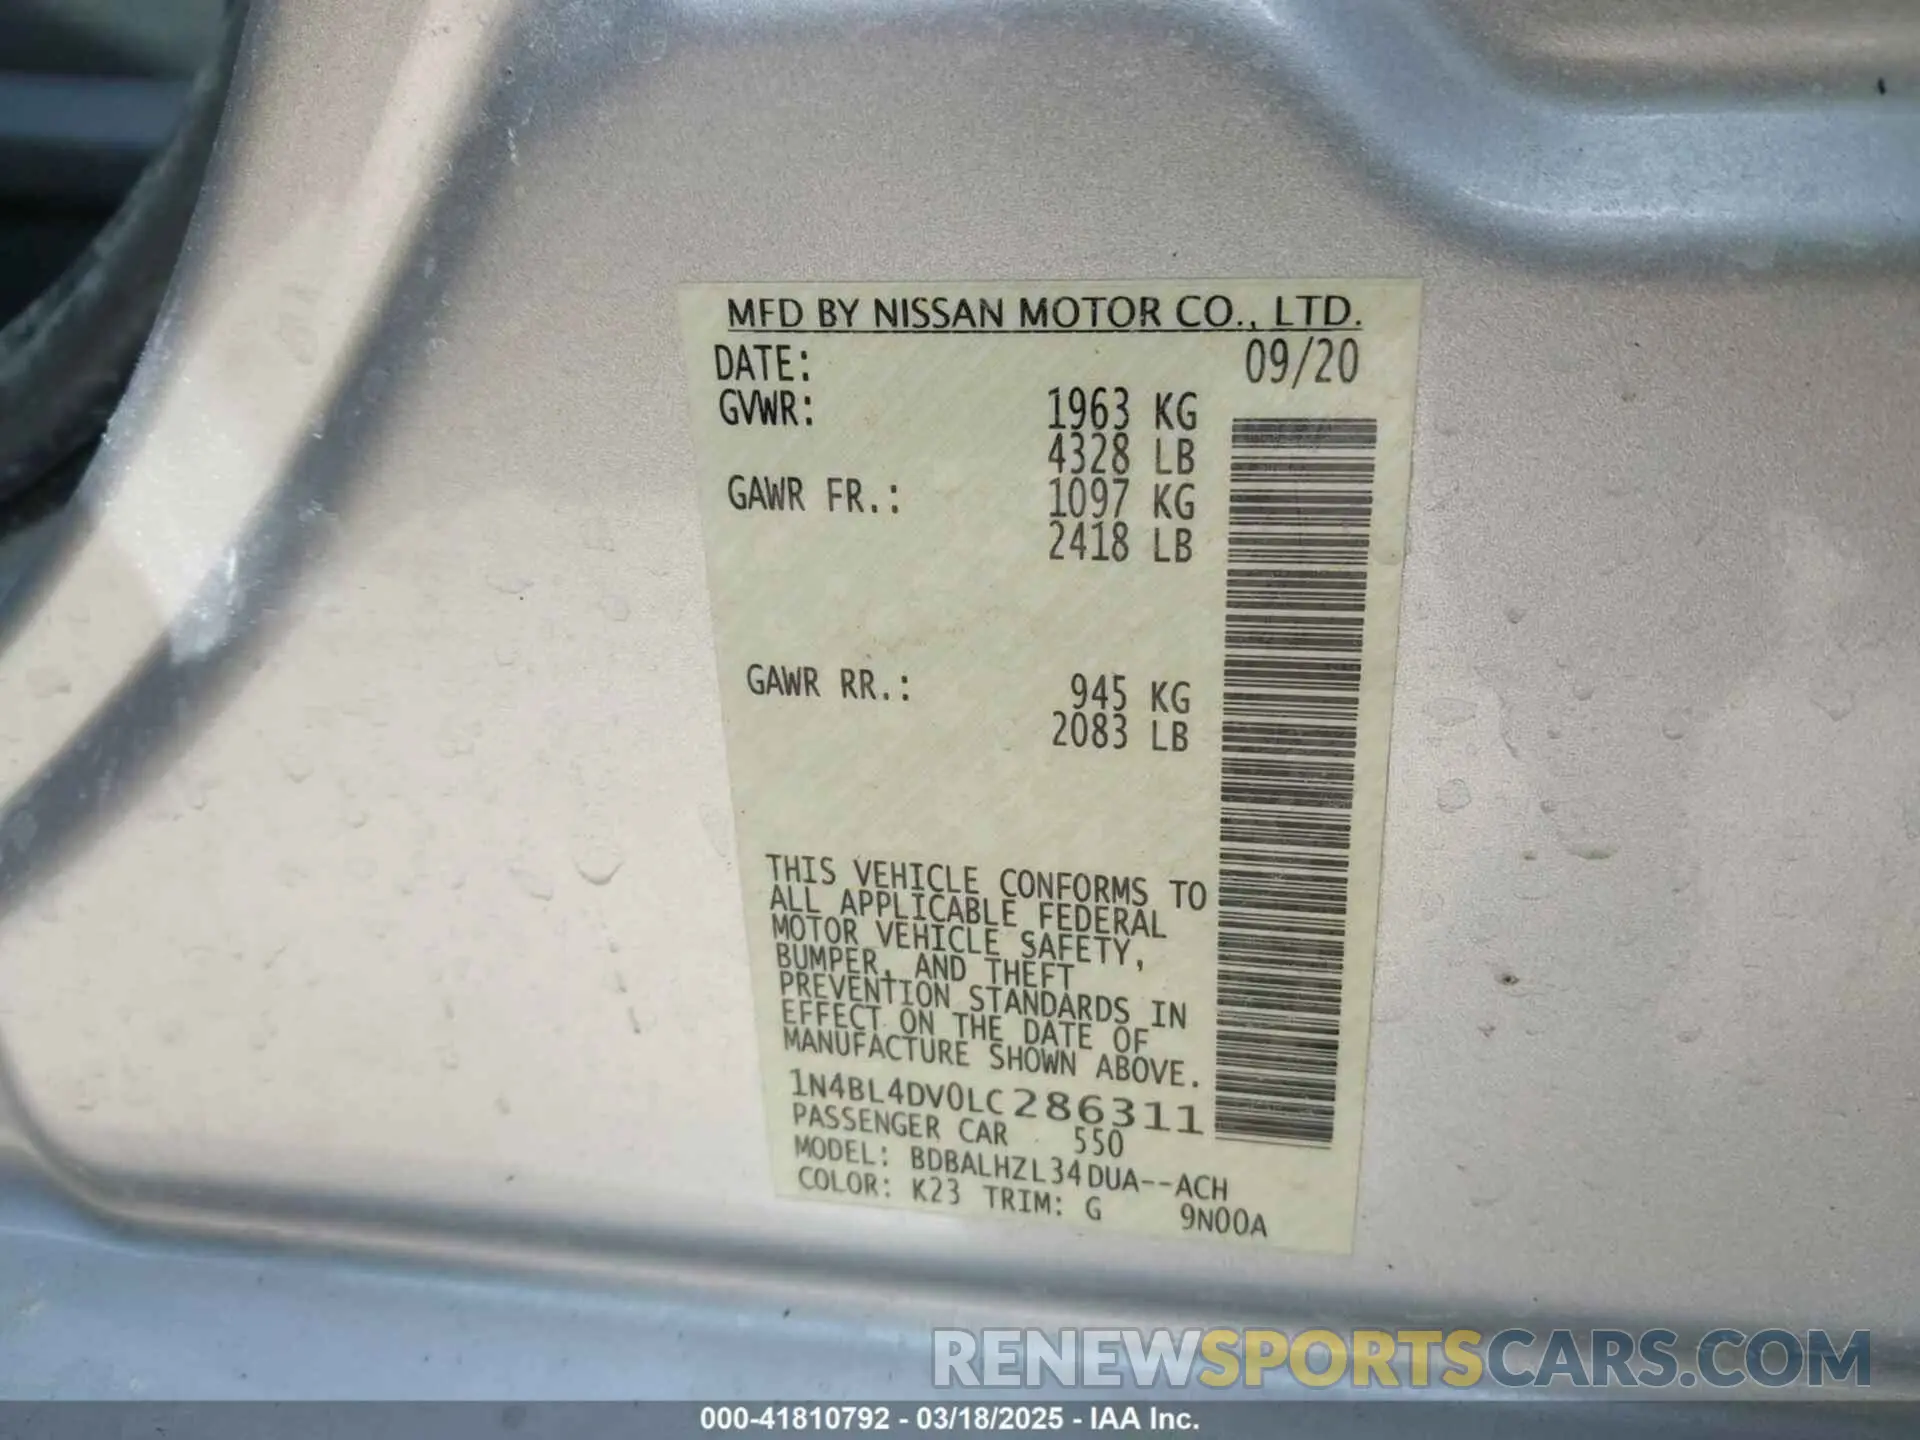 MFD BY NISSAN MOTOR CO., LTD.
DATE: 09/20
GVWR: 1963 KG
4328 LB
GAWR FR.: 1097 KG
2418 LB
GAWR RR.: 945 KG
2083 LB
THIS VEHICLE CONFORMS TO
ALL APPLICABLE FEDERAL
MOTOR VEHICLE SAFETY,
BUMPER, AND THEFT
PREVENTION STANDARDS IN
EFFECT ON THE DATE OF
MANUFACTURE SHOWN ABOVE.
1N4BL4DV0LC286311
PASSENGER CAR 550
MODEL: BDBALHZL34DUA--ACH
COLOR: K23 TRIM: G 9N00A
RENEWSPORTSCARS.COM
000-41810792 - 03/18/2025 - IAA Inc.